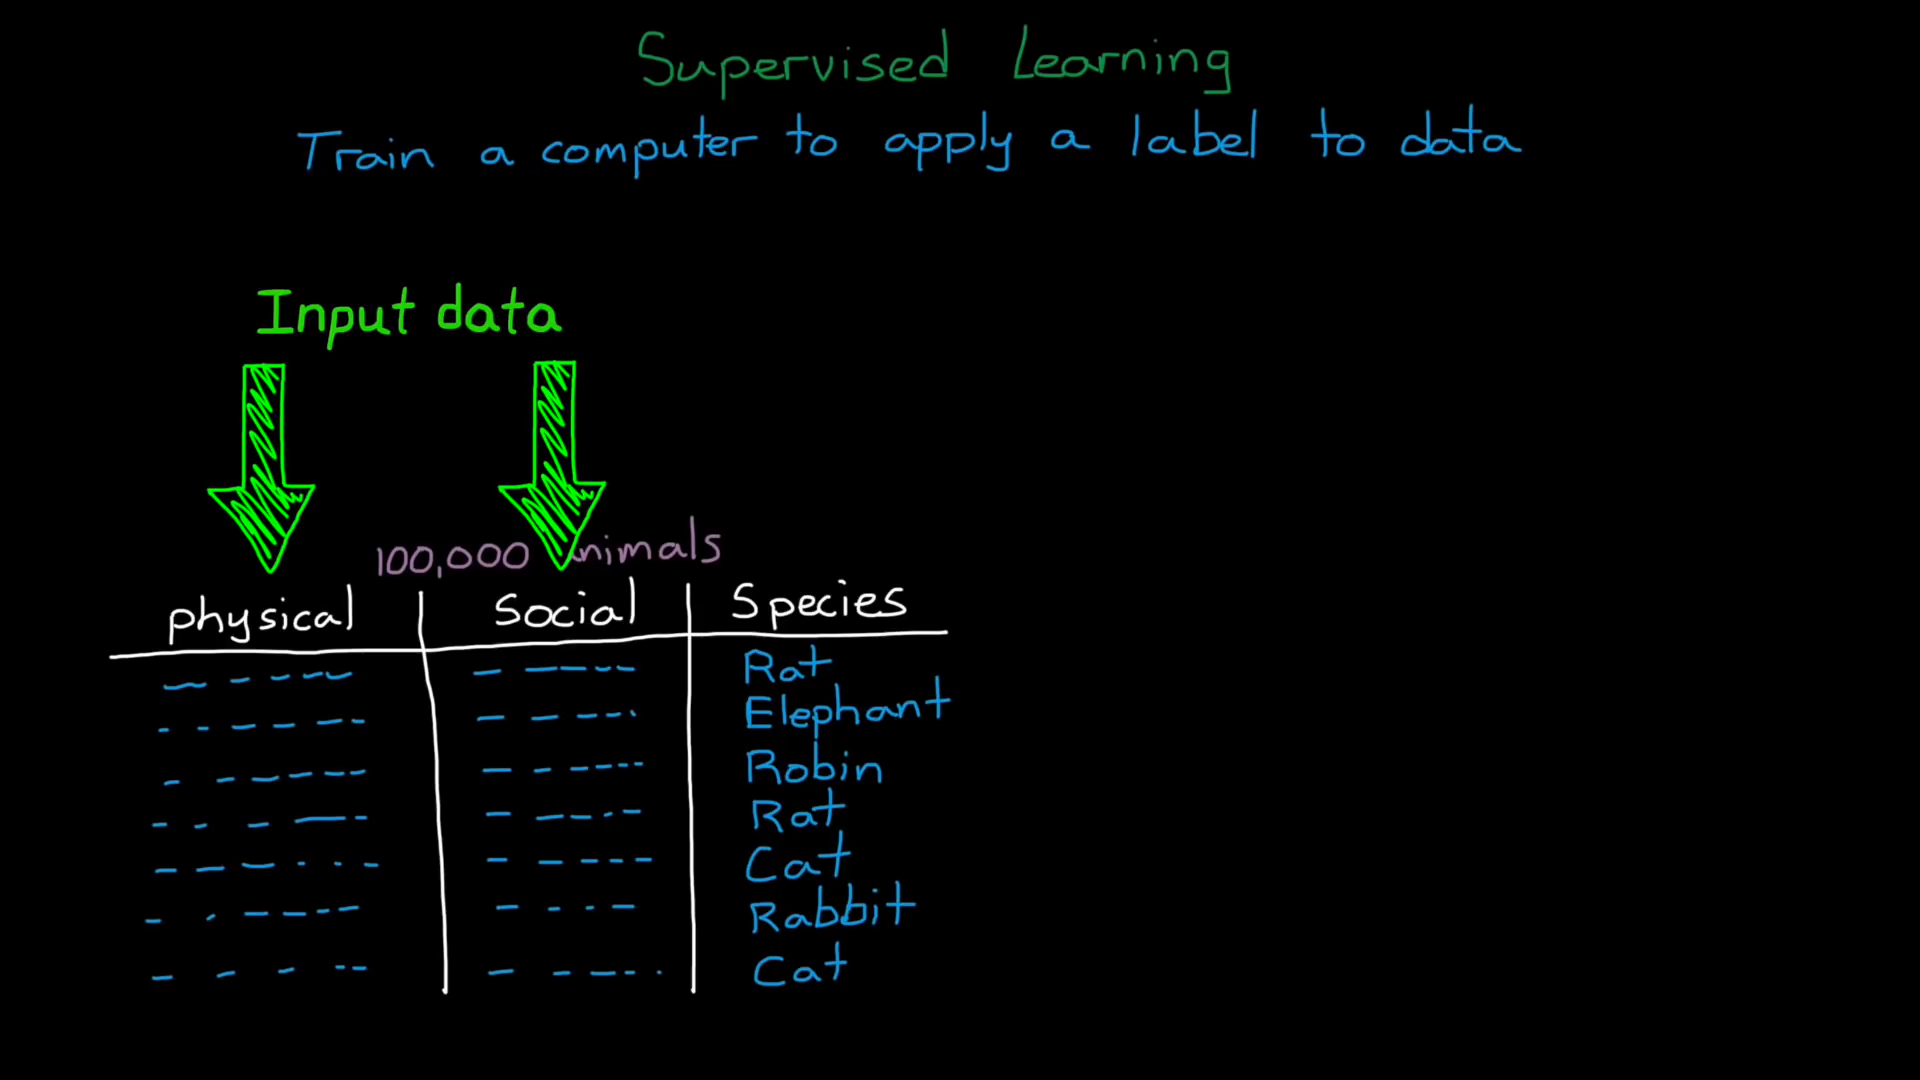 Supervised Learning
Train a computer to apply a label to data
Input data
100,000 Animals
physical Social Species
Rat
Elephant
Robin
Rat
Cat
Rabbit
Cat